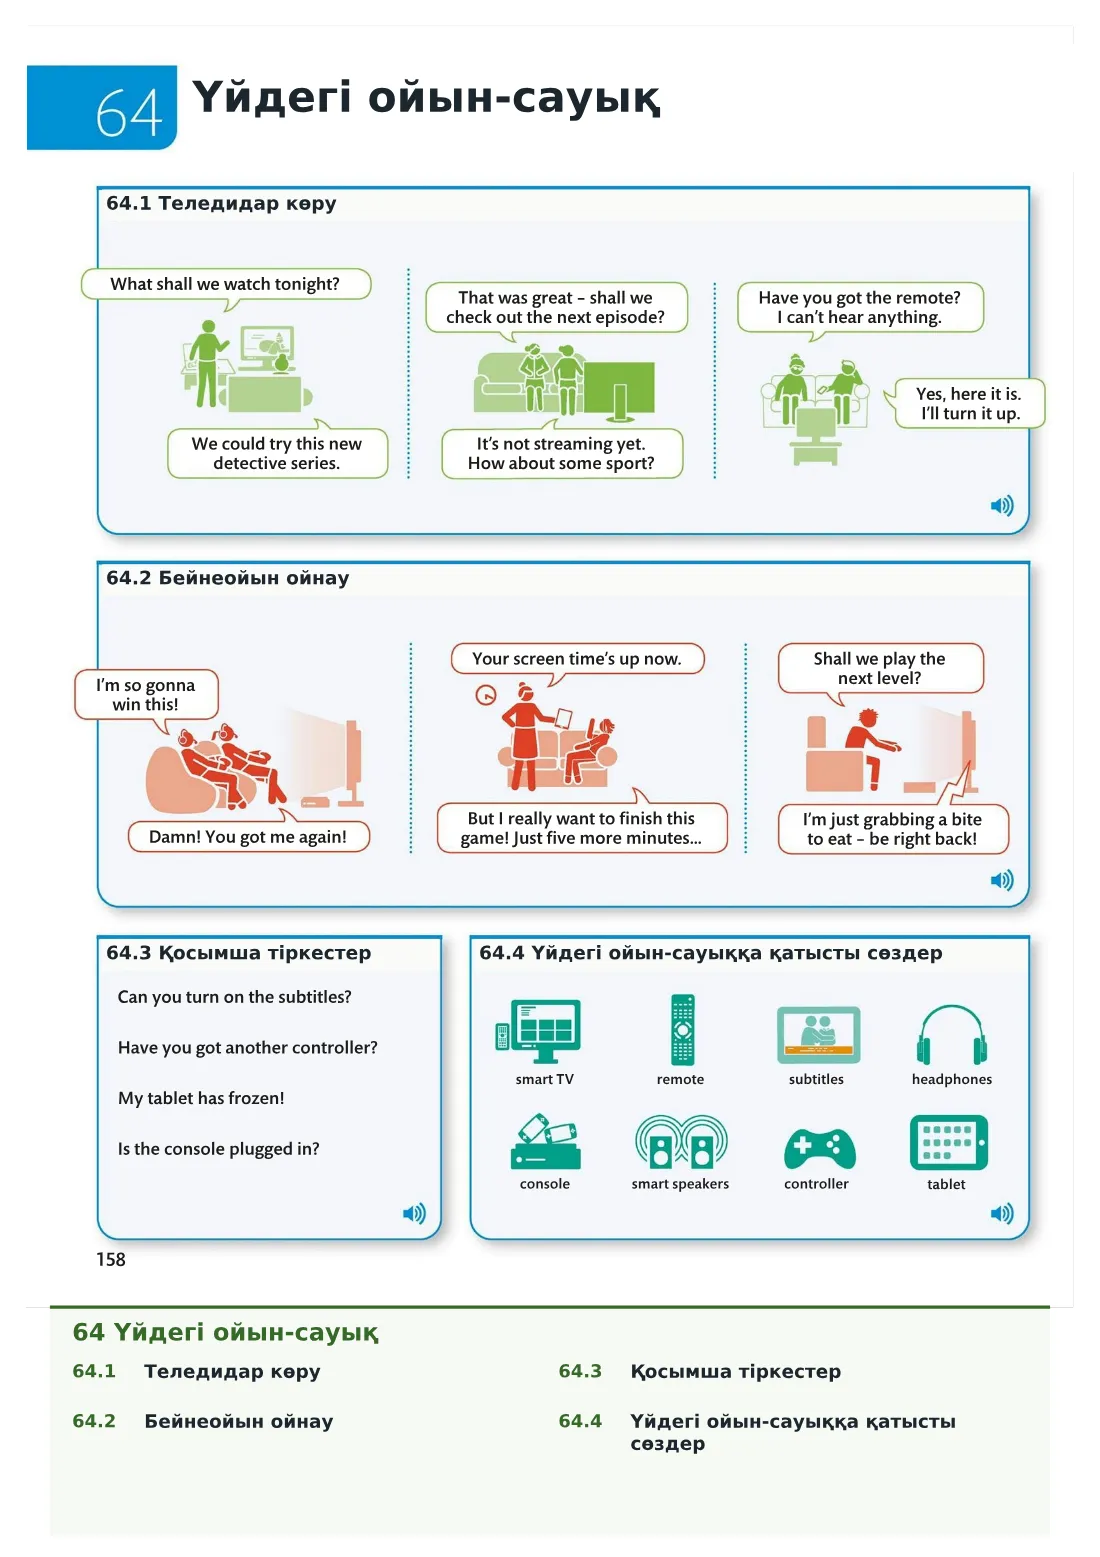 64
Үйдегі ойын-сауық
64.1 Теледидар көру
What shall we watch tonight?
We could try this new
detective series.
That was great – shall we
check out the next episode?
It's not streaming yet.
How about some sport?
Have you got the remote?
I can't hear anything.
Yes, here it is.
I'll turn it up.
64.2 Бейнеойын ойнау
I'm so gonna
win this!
Damn! You got me again!
Your screen time's up now.
But I really want to finish this
game! Just five more minutes...
Shall we play the
next level?
I'm just grabbing a bite
to eat – be right back!
64.3 Қосымша тіркестер
Can you turn on the subtitles?
Have you got another controller?
My tablet has frozen!
Is the console plugged in?
64.4 Үйдегі ойын-сауыққа қатысты сөздер
smart TV
remote
subtitles
headphones
console
smart speakers
controller
tablet
158
64 Үйдегі ойын-сауық
64.1 Теледидар көру
64.2 Бейнеойын ойнау
64.3 Қосымша тіркестер
64.4 Үйдегі ойын-сауыққа қатысты
сөздер